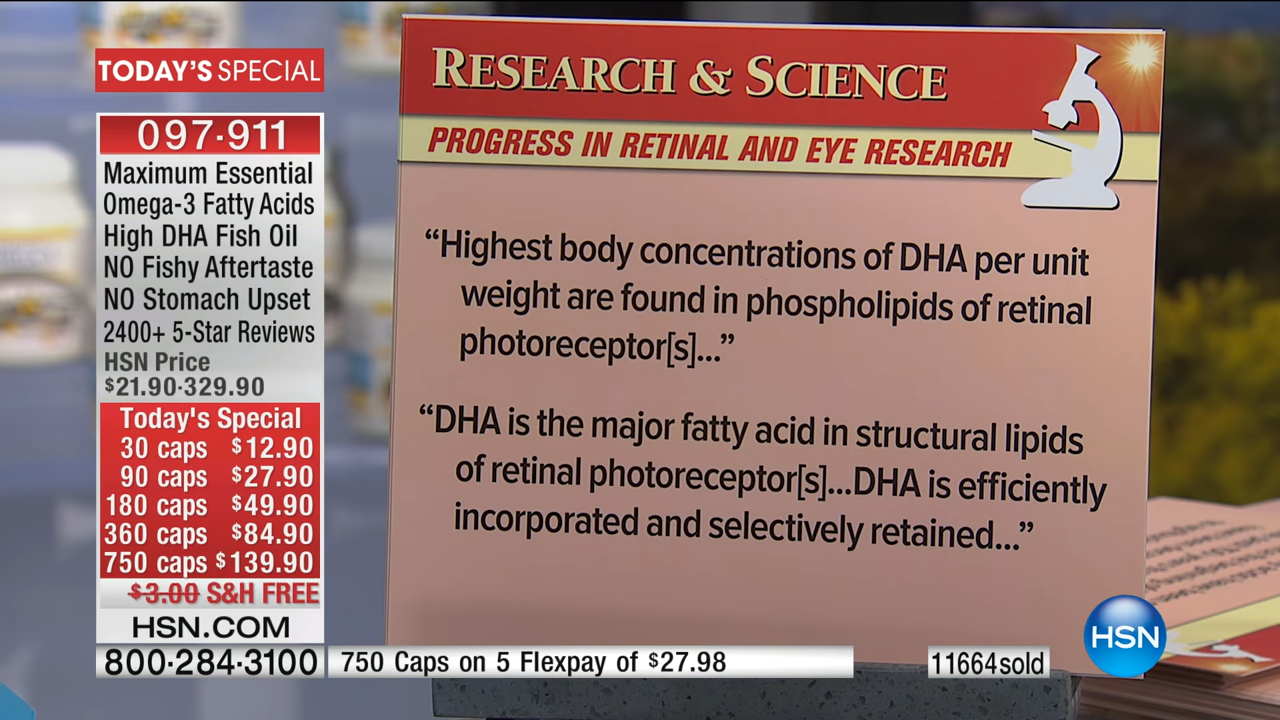 TODAY'S SPECIAL
097·911
Maximum Essential
Omega-3 Fatty Acids
High DHA Fish Oil
NO Fishy Aftertaste
NO Stomach Upset
2400+ 5-Star Reviews
HSN Price
$21.90-329.90
Today's Special
30 caps $12.90
90 caps $27.90
180 caps $49.90
360 caps $84.90
750 caps $139.90
$3.00 S&H FREE
HSN.COM
800·284·3100
750 Caps on 5 Flexpay of $27.98
11664 sold
HSN
RESEARCH & SCIENCE
PROGRESS IN RETINAL AND EYE RESEARCH
“Highest body concentrations of DHA per unit
weight are found in phospholipids of retinal
photoreceptor[s]...”
“DHA is the major fatty acid in structural lipids
of retinal photoreceptor[s]...DHA is efficiently
incorporated and selectively retained...”